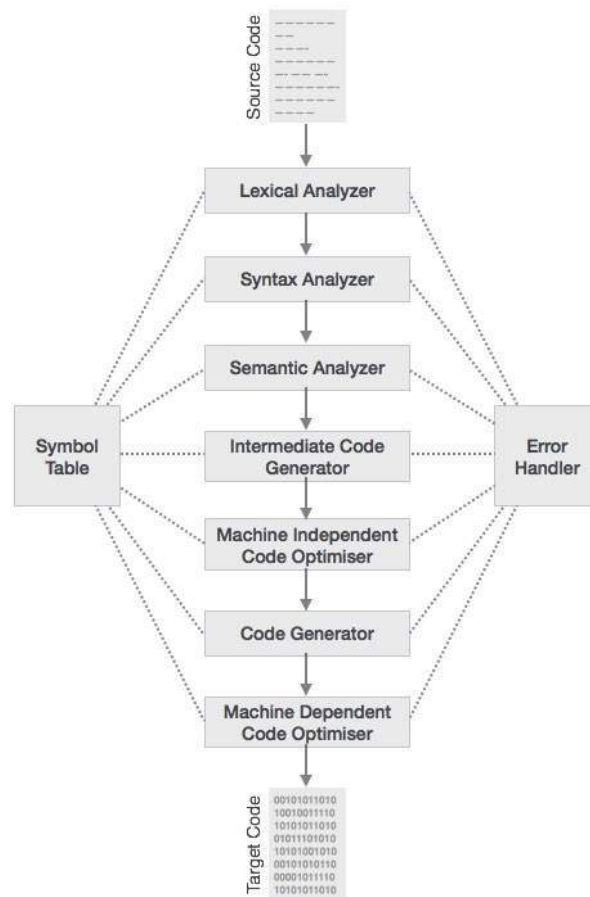 Source Code
Lexical Analyzer
Syntax Analyzer
Semantic Analyzer
Symbol
Table
Intermediate Code
Generator
Error
Handler
Machine Independent
Code Optimiser
Code Generator
Machine Dependent
Code Optimiser
Target Code
00101011010
10010011110
10101011010
01011101010
10101001010
00101010110
00001011110
10101011010